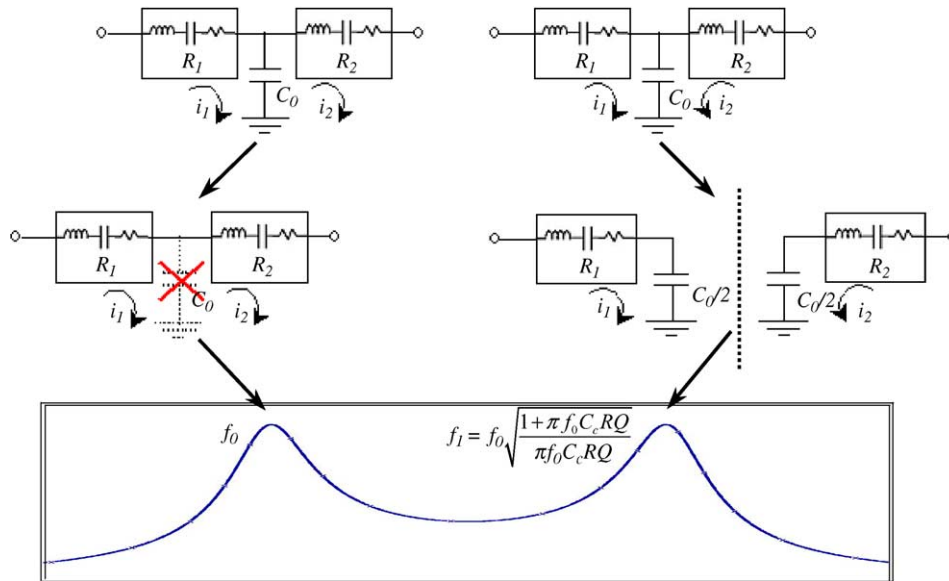 R1 R2 R1 R2
C0 C0
i1 i2 i1 i2
R1 R2 R1 R2
C0 C0/2 C0/2
i1 i2 i1 i2
f0
f1 = f0√((1+π f0CcRQ)/(πf0CcRQ))